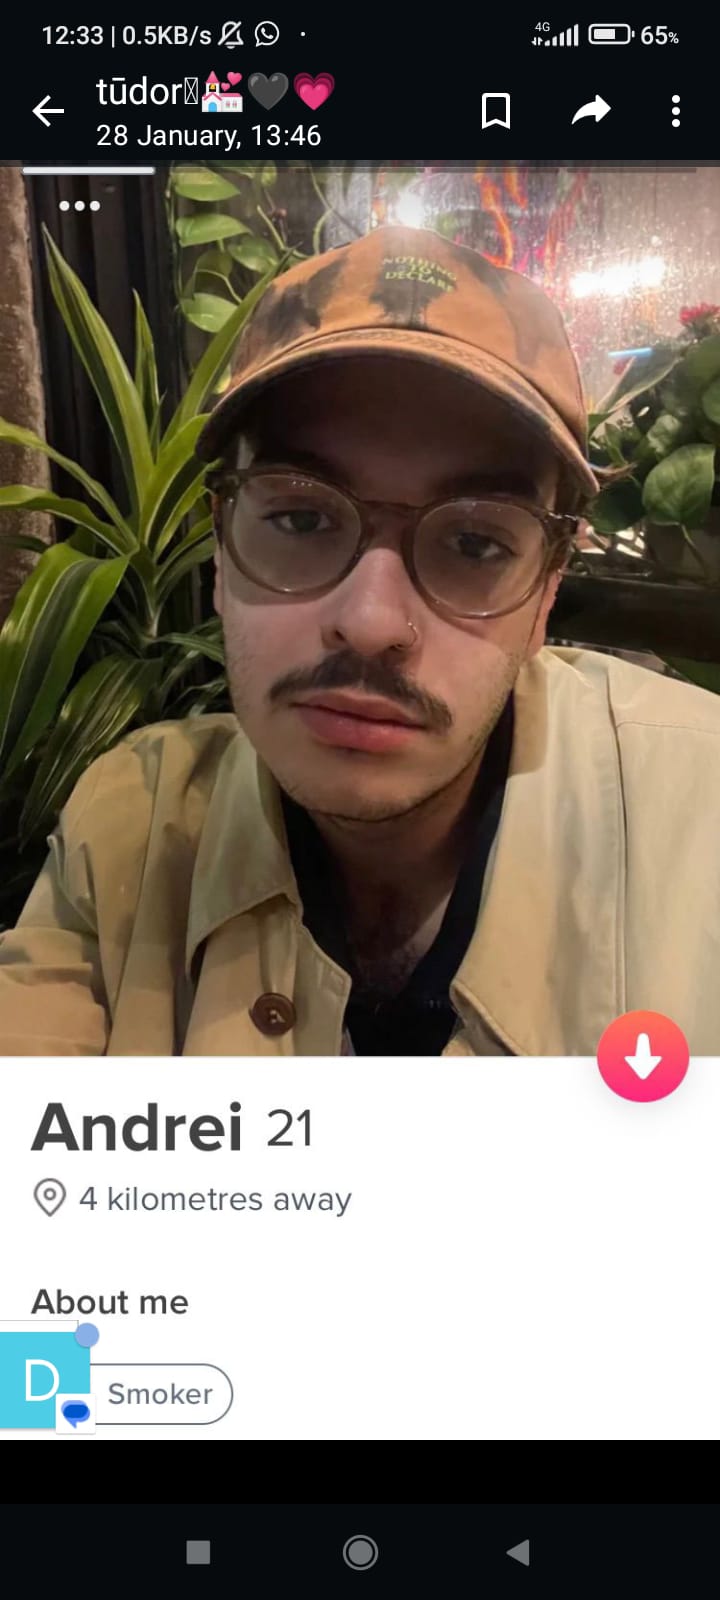 12:33 | 0.5KB/s
4G
65%
tūdor💒🖤💗
28 January, 13:46
NOTHING
TO
DECLARE
Andrei 21
4 kilometres away
About me
D
Smoker